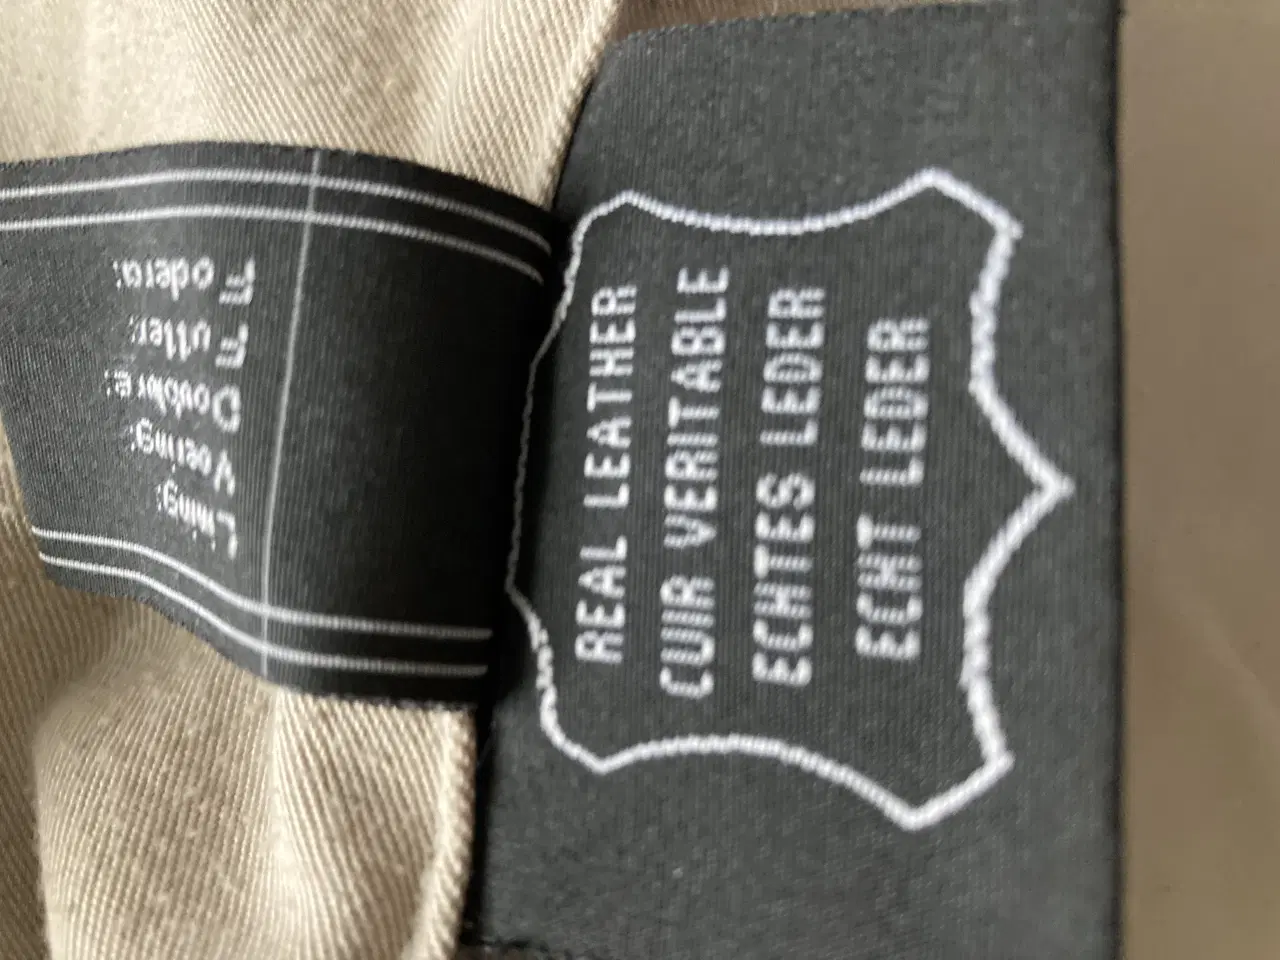 REAL LEATHER
CUIR VERITABLE
ECHTES LEDER
ECHT LEDER
Lining:
Voering:
Doublure:
Futter:
Fodera: